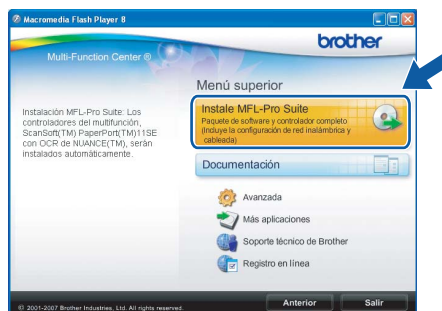 Macromedia Flash Player 8
brother
Multi-Function Center ®
Menú superior
Instalación MFL-Pro Suite: Los
controladores del multifunción,
ScanSoft(TM) PaperPort(TM)11SE
con OCR de NUANCE(TM), serán
instalados automáticamente.
Instale MFL-Pro Suite
Paquete de software y controlador completo
(Incluye la configuración de red inalámbrica y
cableada)
Documentación
Avanzada
Más aplicaciones
Soporte técnico de Brother
Registro en línea
© 2001-2007 Brother Industries, Ltd. All rights reserved.
Anterior
Salir